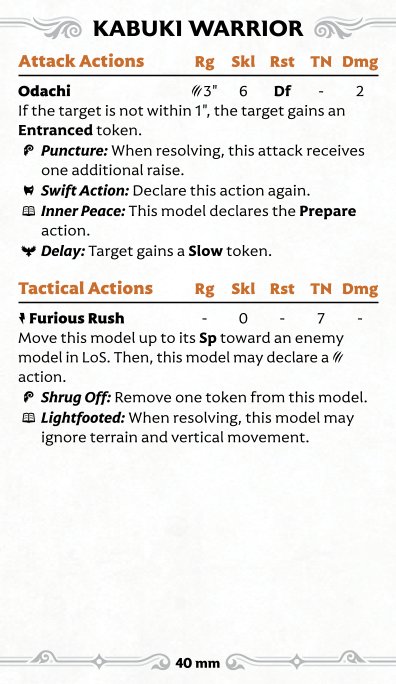 KABUKI WARRIOR
Attack Actions Rg Skl Rst TN Dmg
Odachi 3" 6 Df - 2
If the target is not within 1", the target gains an
Entranced token.
Puncture: When resolving, this attack receives
one additional raise.
Swift Action: Declare this action again.
Inner Peace: This model declares the Prepare
action.
Delay: Target gains a Slow token.
Tactical Actions Rg Skl Rst TN Dmg
Furious Rush - 0 - 7 -
Move this model up to its Sp toward an enemy
model in LoS. Then, this model may declare a
action.
Shrug Off: Remove one token from this model.
Lightfooted: When resolving, this model may
ignore terrain and vertical movement.
40 mm